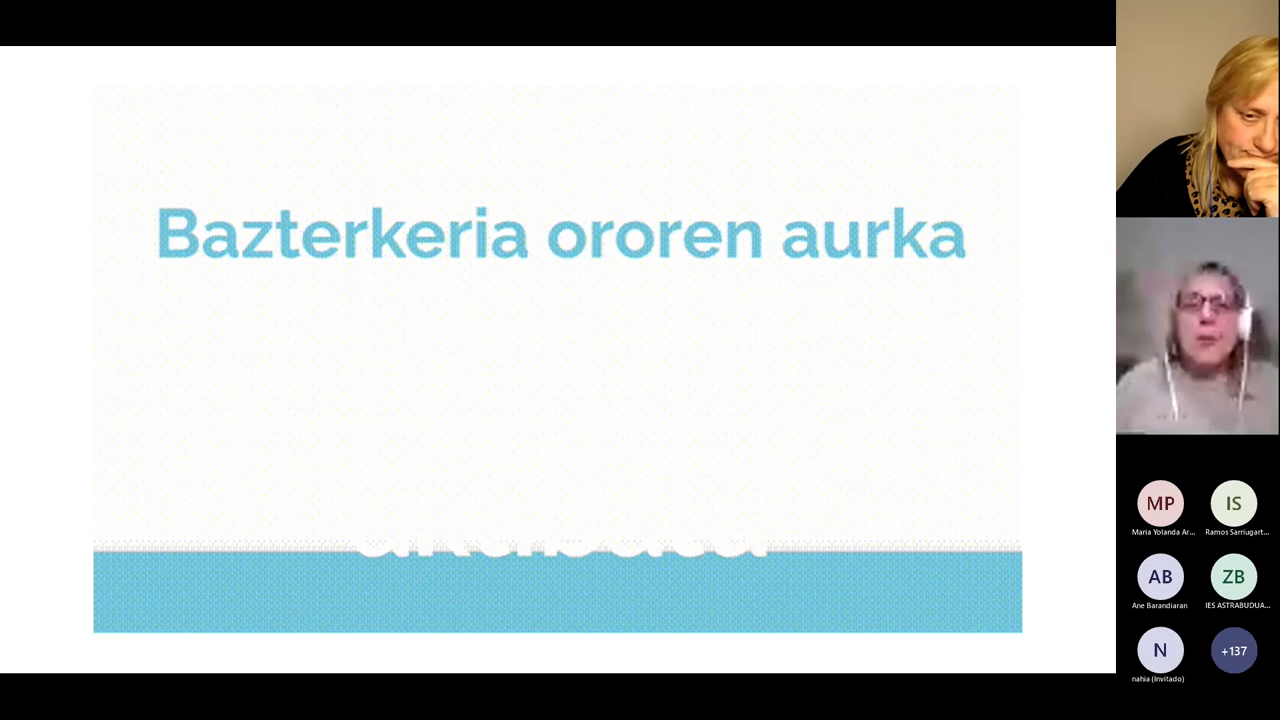 Bazterkeria ororen aurka
MP
IS
Maria Yolanda Ar...
Ramos Sarriugart...
AB
ZB
Ane Barandiaran
IES ASTRABUDUA...
N
+137
nahia (Invitado)